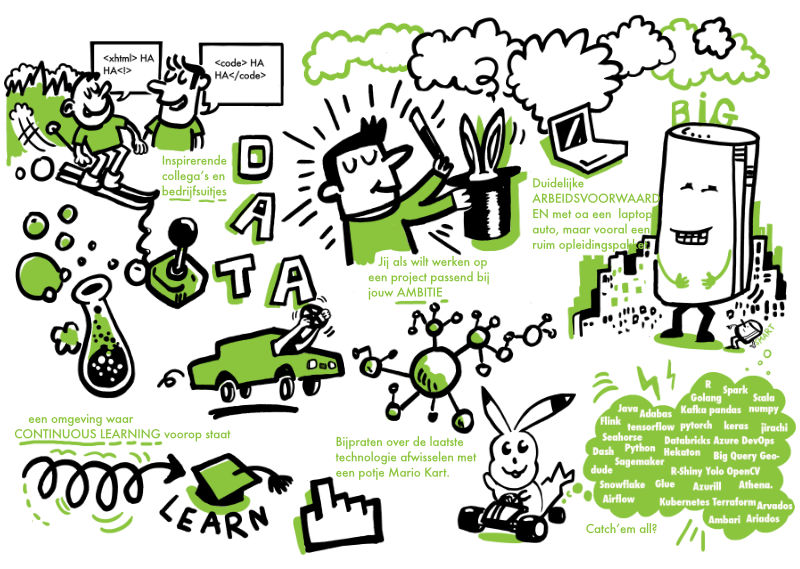 <xhtml> HA
HA<!>
<code> HA
HA</code>
BIG
Inspirerende
collega's en
bedrijfsuitjes
DATA
Jij als wilt werken op
een project passend bij
jouw AMBITIE
Duidelijke
ARBEIDSVOORWAARD
EN met oa een laptop
auto, maar vooral een
ruim opleidingspakket
SMART
een omgeving waar
CONTINUOUS LEARNING voorop staat
LEARN
Bijpraten over de laatste
technologie afwisselen met
een potje Mario Kart.
R Spark
Golang Scala
Java Adabas Kafka pandas numpy
Flink tensorflow pytorch keras jirachi
Seahorse Databricks Azure DevOps
Dash Python Hekaton Big Query Geo-
dude Sagemaker R-Shiny Yolo OpenCV
Snowflake Glue Azurill Athena.
Airflow Kubernetes Terraform Arvados
Ambari Ariados
Catch'em all?